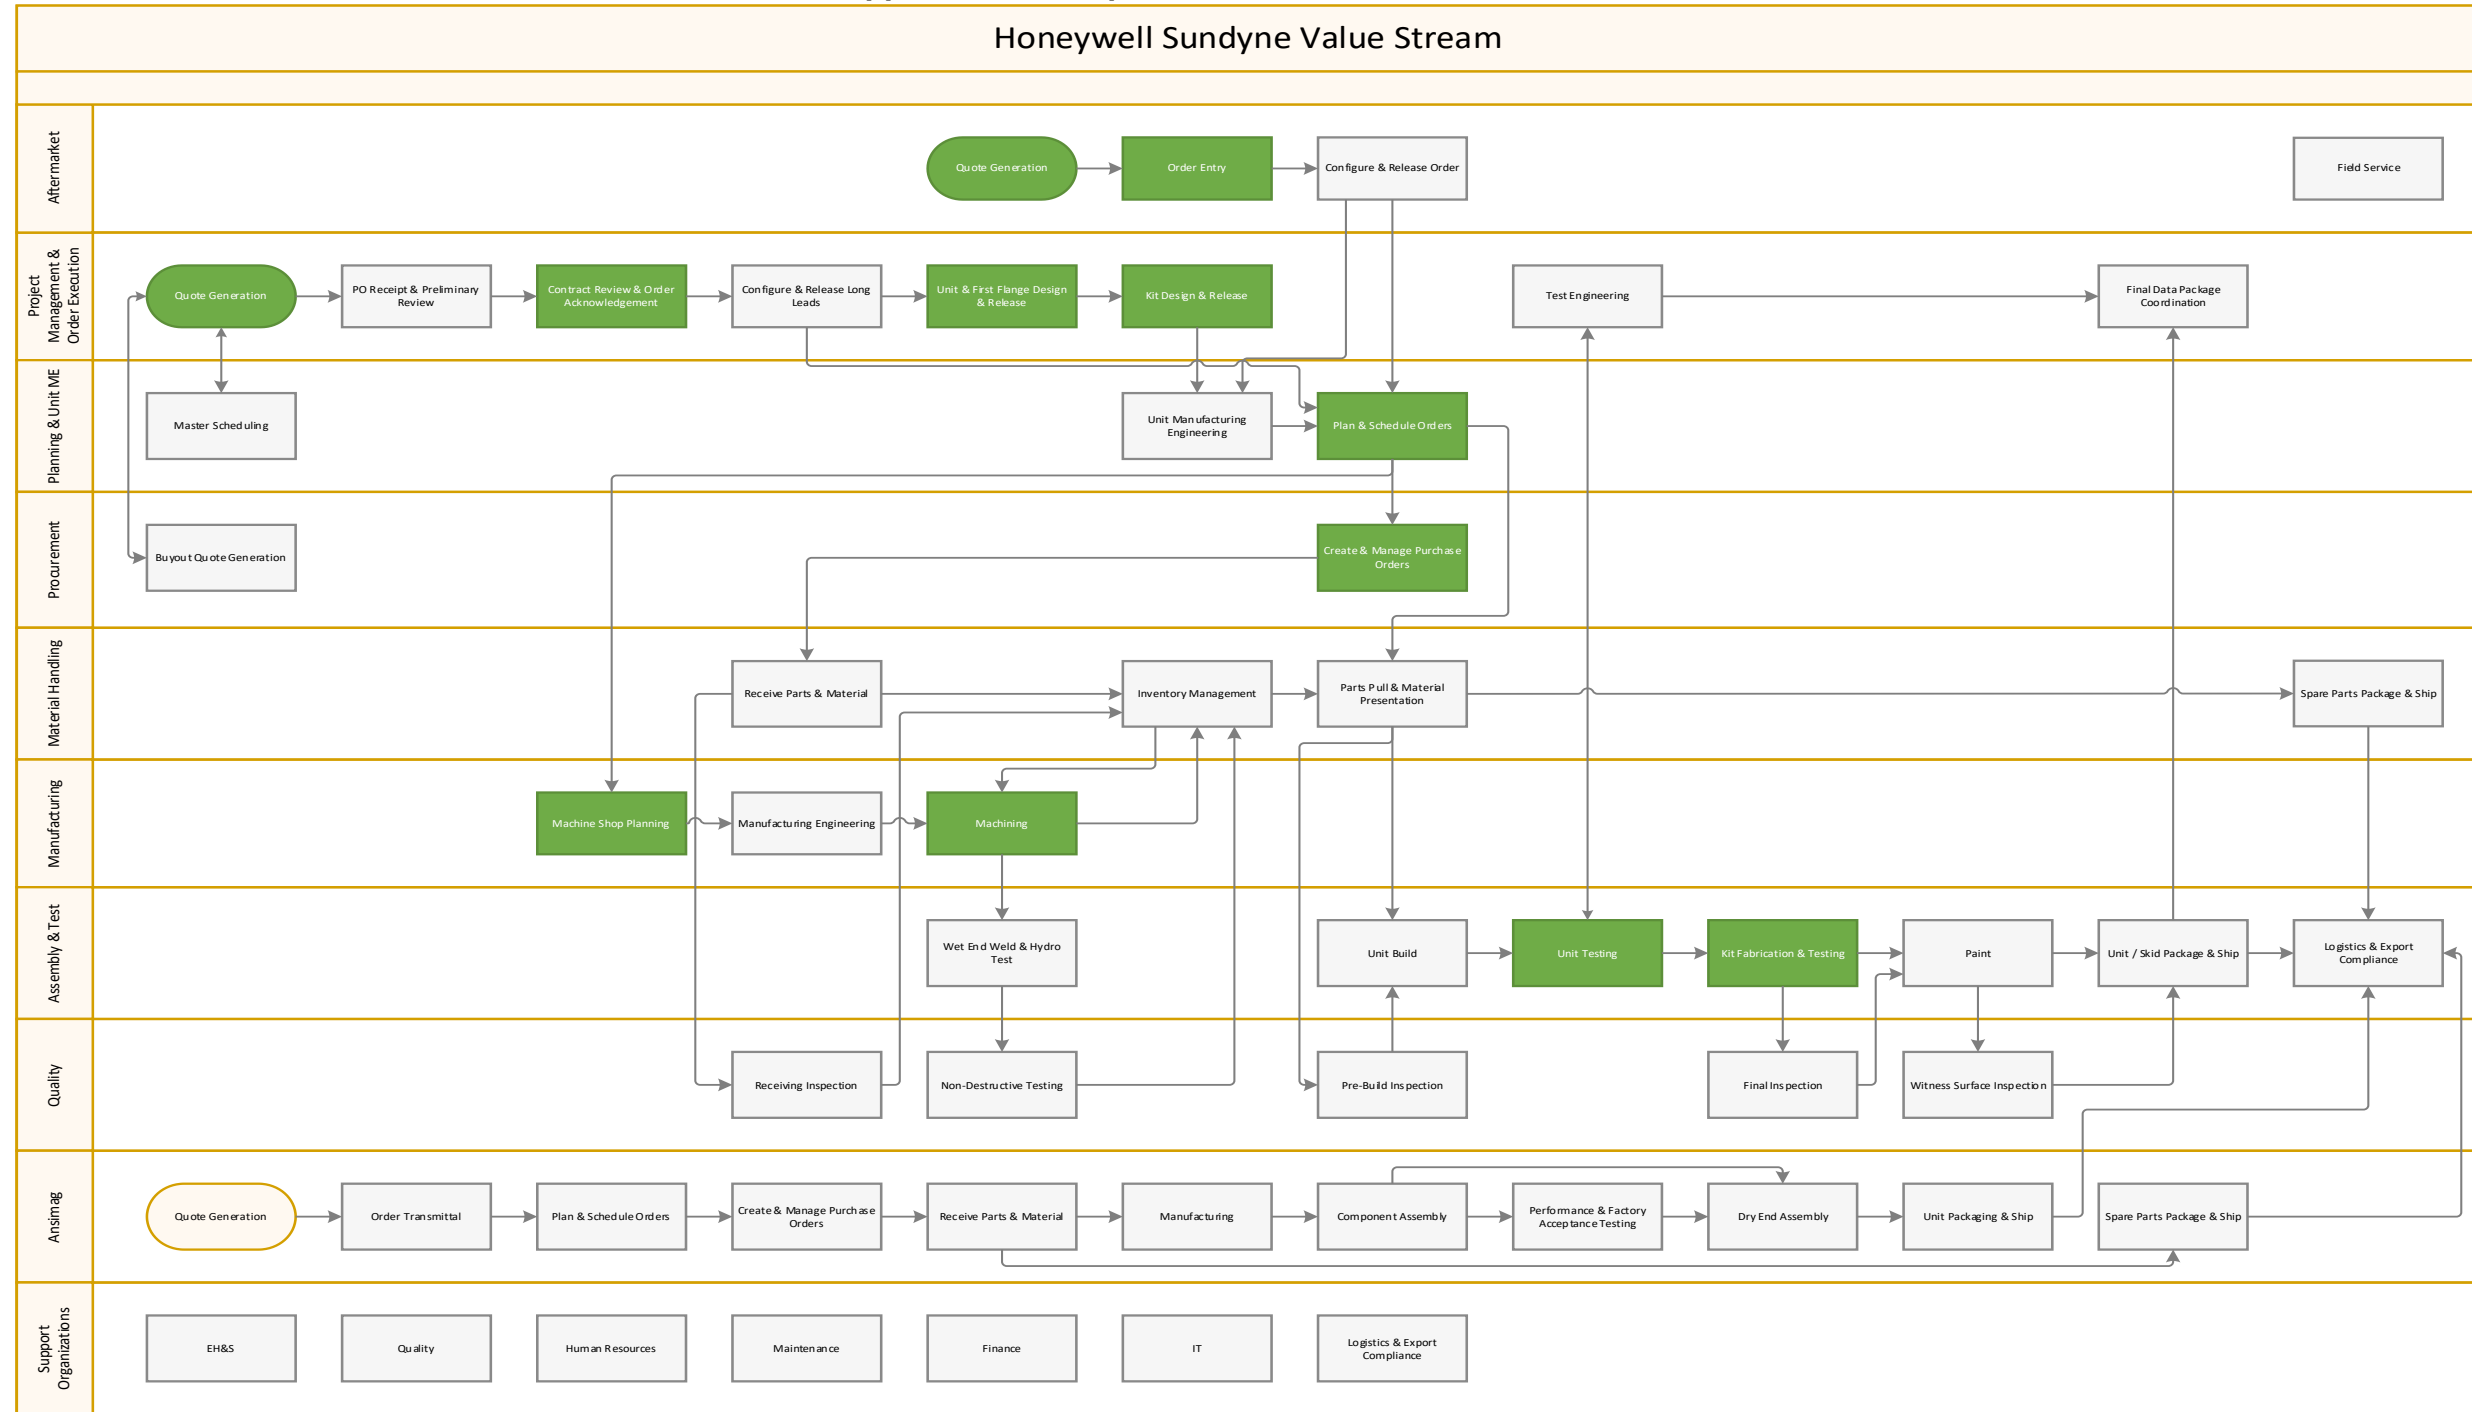 Honeywell Sundyne Value Stream
Aftermarket
Quote Generation
Order Entry
Configure & Release Order
Field Service
Project
Management &
Order Execution
Quote Generation
PO Receipt & Preliminary
Review
Contract Review & Order
Acknowledgement
Configure & Release Long
Leads
Unit & First Flange Design
& Release
Kit Design & Release
Test Engineering
Final Data Package
Coordination
Planning & Unit ME
Master Scheduling
Unit Manufacturing
Engineering
Plan & Schedule Orders
Procurement
Buyout Quote Generation
Create & Manage Purchase
Orders
Material Handling
Receive Parts & Material
Inventory Management
Parts Pull & Material
Presentation
Spare Parts Package & Ship
Manufacturing
Machine Shop Planning
Manufacturing Engineering
Machining
Assembly & Test
Wet End Weld & Hydro
Test
Unit Build
Unit Testing
Kit Fabrication & Testing
Paint
Unit / Skid Package & Ship
Logistics & Export
Compliance
Quality
Receiving Inspection
Non-Destructive Testing
Pre-Build Inspection
Final Inspection
Witness Surface Inspection
Ansimag
Quote Generation
Order Transmittal
Plan & Schedule Orders
Create & Manage Purchase
Orders
Receive Parts & Material
Manufacturing
Component Assembly
Performance & Factory
Acceptance Testing
Dry End Assembly
Unit Packaging & Ship
Spare Parts Package & Ship
Support
Organizations
EH&S
Quality
Human Resources
Maintenance
Finance
IT
Logistics & Export
Compliance